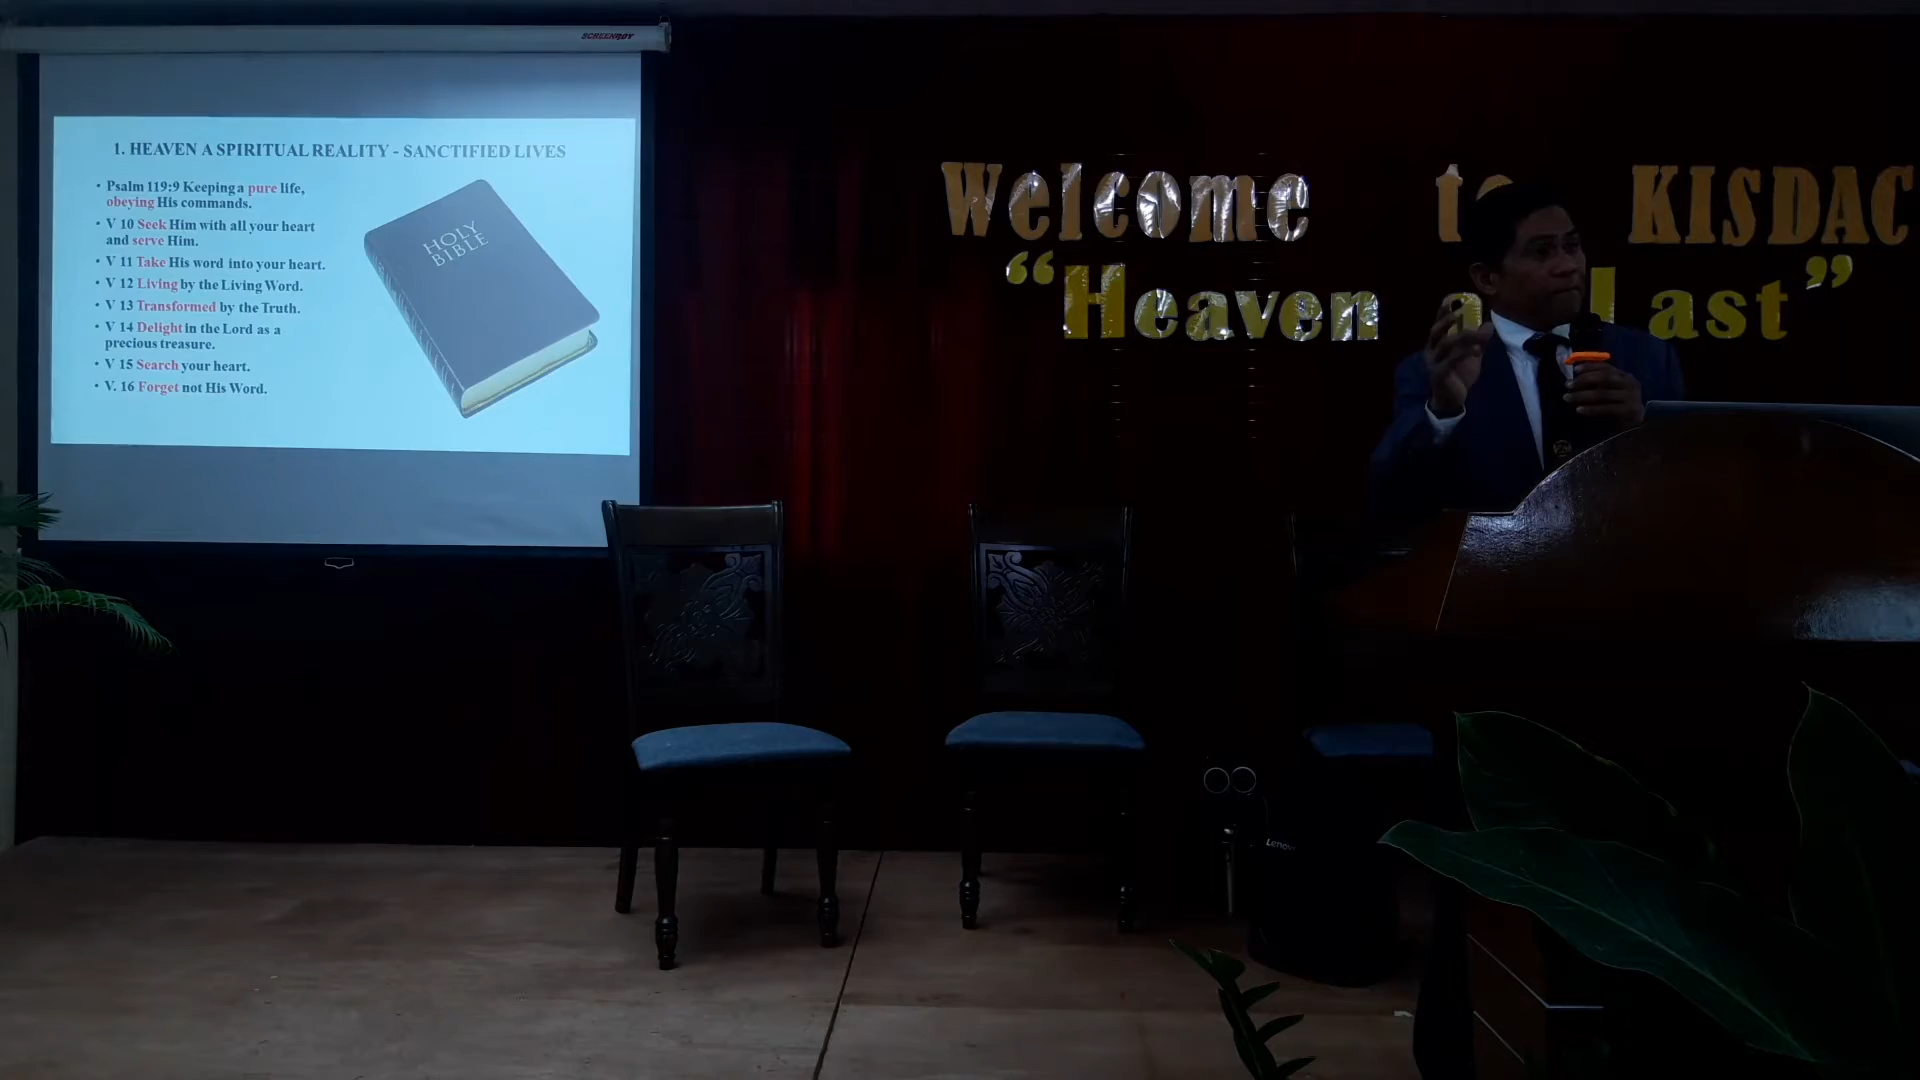 SCREENBOY
1. HEAVEN A SPIRITUAL REALITY - SANCTIFIED LIVES
• Psalm 119:9 Keeping a pure life,
obeying His commands.
• V 10 Seek Him with all your heart
and serve Him.
• V 11 Take His word into your heart.
• V 12 Living by the Living Word.
• V 13 Transformed by the Truth.
• V 14 Delight in the Lord as a
precious treasure.
• V 15 Search your heart.
• V. 16 Forget not His Word.
HOLY
BIBLE
Welcome to KISDAC
“Heaven a Last”
Lenovo